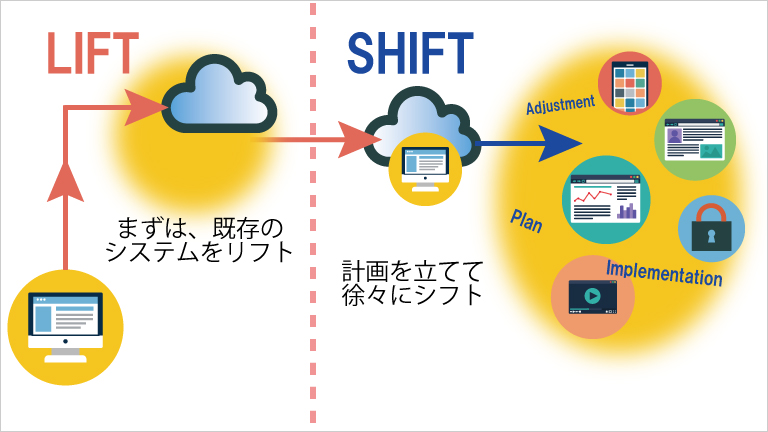 LIFT
まずは、既存の
システムをリフト
SHIFT
計画を立てて
徐々にシフト
Adjustment
Plan
Implementation